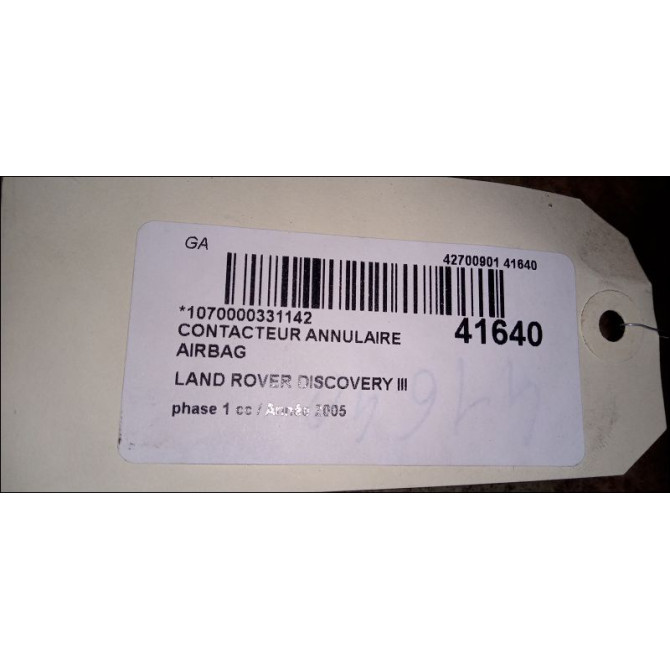 GA
42700901 41640
*1070000331142
41640
CONTACTEUR ANNULAIRE
AIRBAG
LAND ROVER DISCOVERY III
phase 1 cc / Année 2005